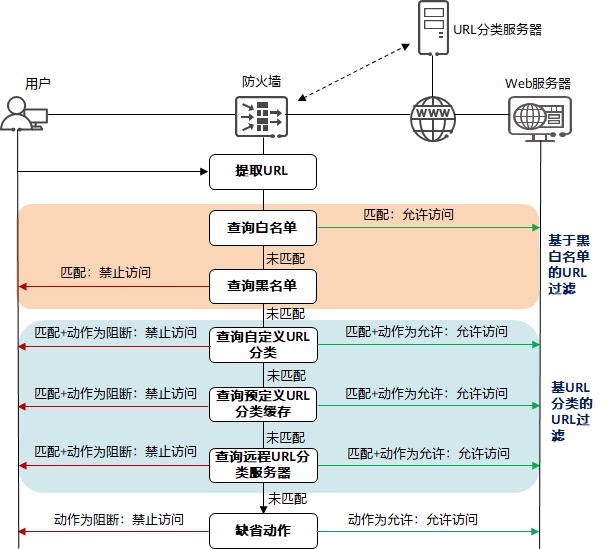 URL分类服务器
用户
防火墙
Web服务器
WWW
提取URL
查询白名单
匹配：允许访问
未匹配
匹配：禁止访问
查询黑名单
基于黑
白名单
的URL
过滤
未匹配
匹配+动作为阻断：禁止访问
查询自定义URL
分类
匹配+动作为允许：允许访问
未匹配
匹配+动作为阻断：禁止访问
查询预定义URL
分类缓存
匹配+动作为允许：允许访问
基URL
分类的
URL过
滤
未匹配
匹配+动作为阻断：禁止访问
查询远程URL分
类服务器
匹配+动作为允许：允许访问
未匹配
动作为阻断：禁止访问
缺省动作
动作为允许：允许访问